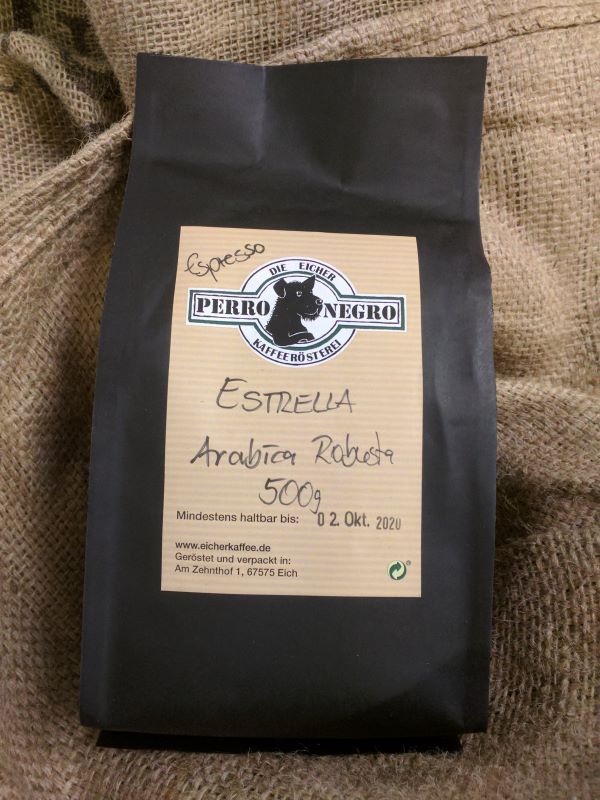 Espresso
DIE EICHER
PERRO NEGRO
KAFFEERÖSTEREI
ESTRELLA
Arabica Robusta
500g
Mindestens haltbar bis: 02. Okt. 2020
www.eicherkaffee.de
Geröstet und verpackt in:
Am Zehnthof 1, 67575 Eich